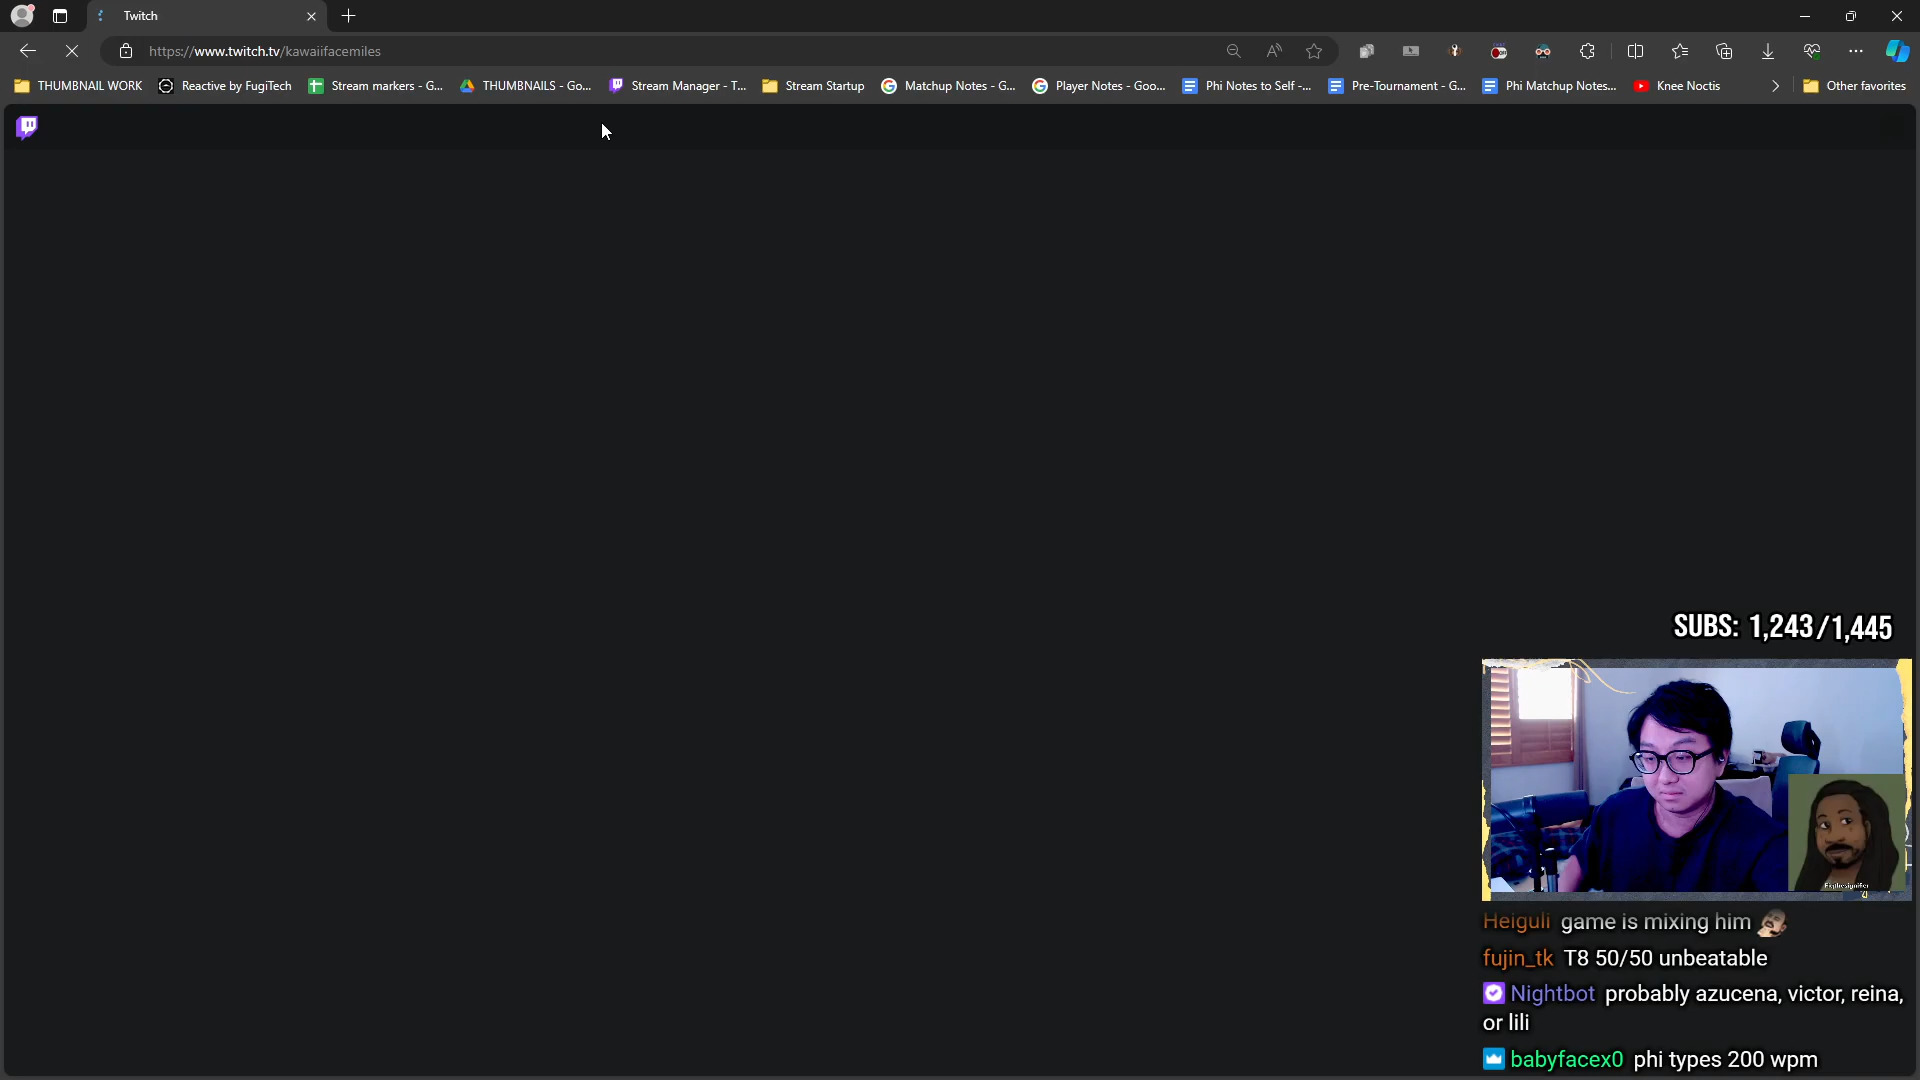 Twitch
https://www.twitch.tv/kawaiifacemiles
THUMBNAIL WORK
Reactive by FugiTech
Stream markers - G...
THUMBNAILS - Go...
Stream Manager - T...
Stream Startup
Matchup Notes - G...
Player Notes - Goo...
Phi Notes to Self -...
Pre-Tournament - G...
Phi Matchup Notes...
Knee Noctis
Other favorites
SUBS: 1,243/1,445
Heiguli game is mixing him
fujin_tk T8 50/50 unbeatable
Nightbot probably azucena, victor, reina,
or lili
babyfacex0 phi types 200 wpm